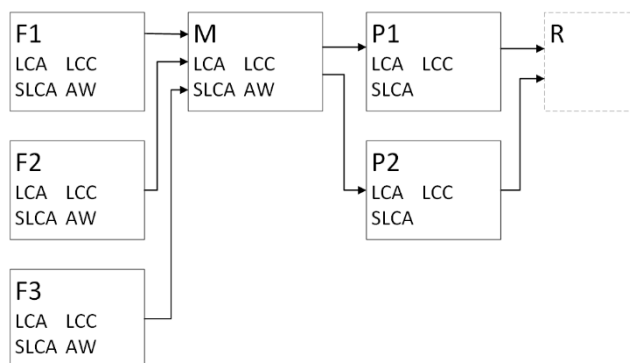 F1
LCA LCC
SLCA AW
M
LCA LCC
SLCA AW
P1
LCA LCC
SLCA
R
F2
LCA LCC
SLCA AW
P2
LCA LCC
SLCA
F3
LCA LCC
SLCA AW